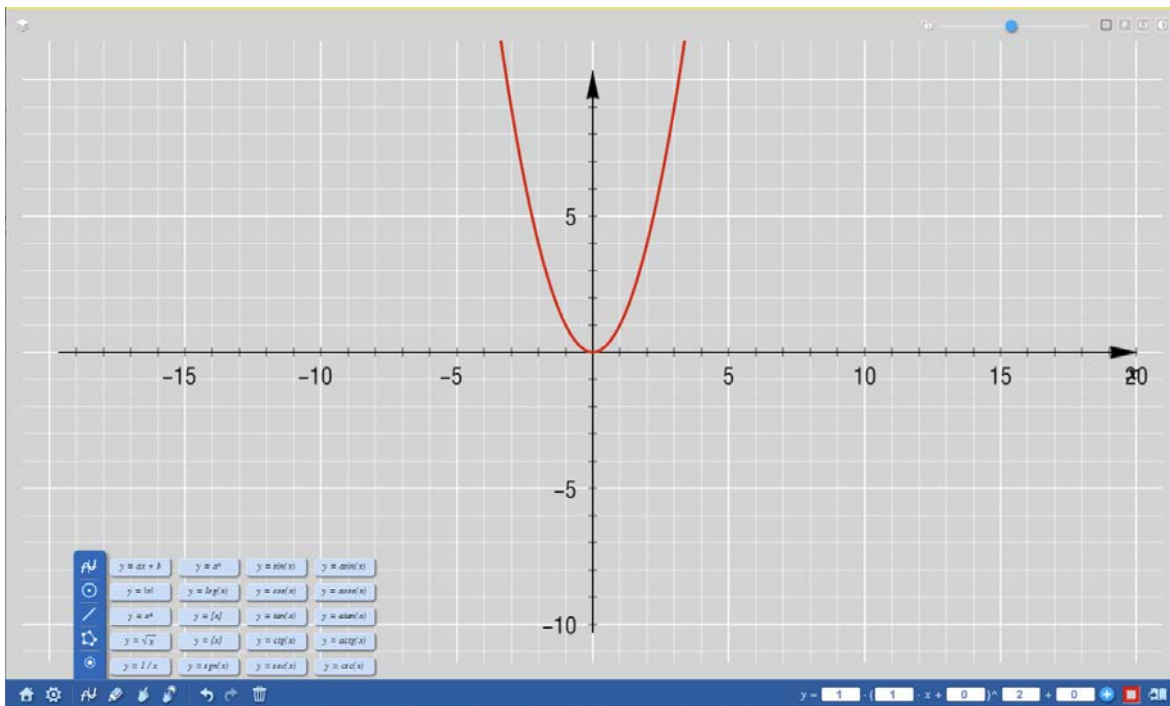 5
−15 −10 −5 5 10 15 20
−5
−10
y = ax + b y = aˣ y = sin(x) y = asin(x)
y = |x| y = log(x) y = cos(x) y = acos(x)
y = [x] y = tan(x) y = atan(x)
y = √x y = {x} y = ctg(x) y = actg(x)
y = 1 / x y = sgn(x) y = sec(x) y = csc(x)
y = 1 · ( 1 · x + 0 )^ 2 + 0